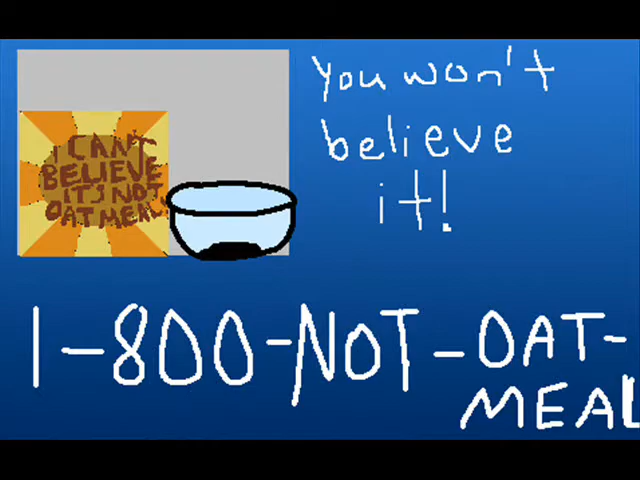 I CAN'T
BELIEVE
IT'S NOT
OATMEAL
You won't
believe
it!
1-800-NOT-OAT-
MEAL